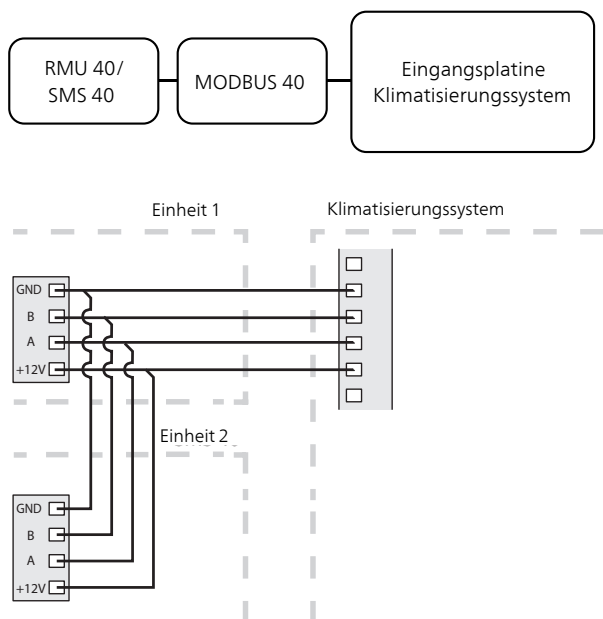 RMU 40/
SMS 40
MODBUS 40
Eingangsplatine
Klimatisierungssystem
Einheit 1
Klimatisierungssystem
GND
B
A
+12V
Einheit 2
GND
B
A
+12V